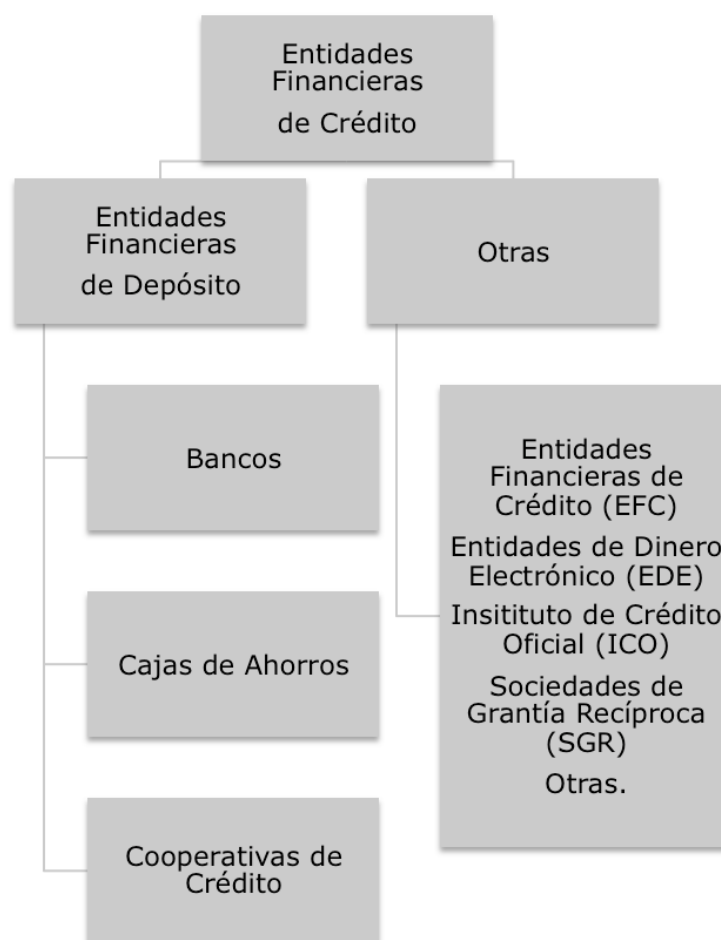 Entidades
Financieras
de Crédito
Entidades
Financieras
de Depósito
Otras
Bancos
Cajas de Ahorros
Cooperativas de
Crédito
Entidades
Financieras de
Crédito (EFC)
Entidades de Dinero
Electrónico (EDE)
Insitituto de Crédito
Oficial (ICO)
Sociedades de
Grantía Recíproca
(SGR)
Otras.